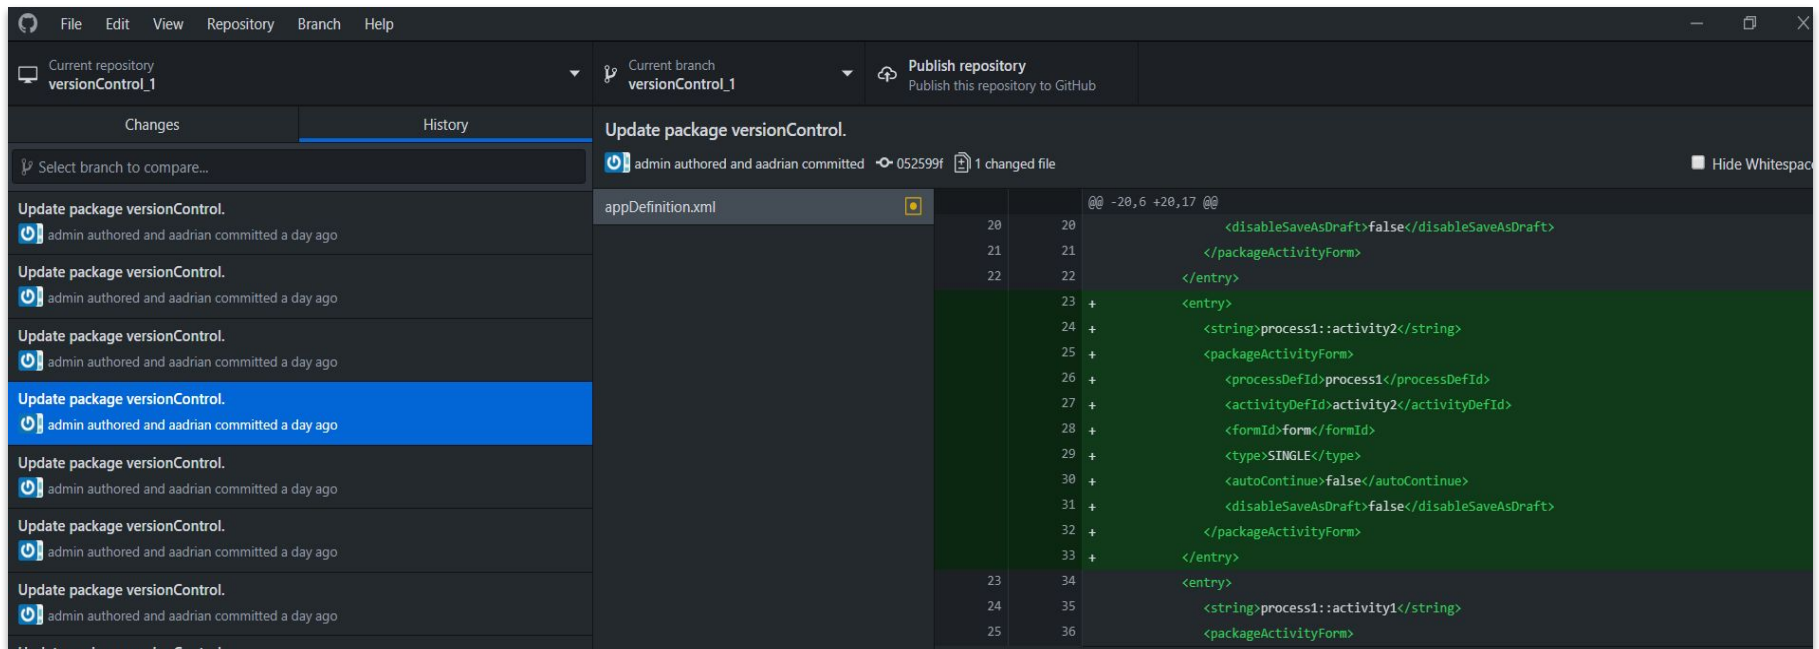 File Edit View Repository Branch Help
Current repository
versionControl_1
Current branch
versionControl_1
Publish repository
Publish this repository to GitHub
Changes History
Select branch to compare...
Update package versionControl.
admin authored and aadrian committed a day ago
Update package versionControl.
admin authored and aadrian committed a day ago
Update package versionControl.
admin authored and aadrian committed a day ago
Update package versionControl.
admin authored and aadrian committed a day ago
Update package versionControl.
admin authored and aadrian committed a day ago
Update package versionControl.
admin authored and aadrian committed a day ago
Update package versionControl.
admin authored and aadrian committed a day ago
Update package versionControl.
admin authored and aadrian committed 052599f 1 changed file
Hide Whitespac
appDefinition.xml
@@ -20,6 +20,17 @@
20 20 <disableSaveAsDraft>false</disableSaveAsDraft>
21 21 </packageActivityForm>
22 22 </entry>
23 + <entry>
24 + <string>process1::activity2</string>
25 + <packageActivityForm>
26 + <processDefId>process1</processDefId>
27 + <activityDefId>activity2</activityDefId>
28 + <formId>form</formId>
29 + <type>SINGLE</type>
30 + <autoContinue>false</autoContinue>
31 + <disableSaveAsDraft>false</disableSaveAsDraft>
32 + </packageActivityForm>
33 + </entry>
23 34 <entry>
24 35 <string>process1::activity1</string>
25 36 <packageActivityForm>